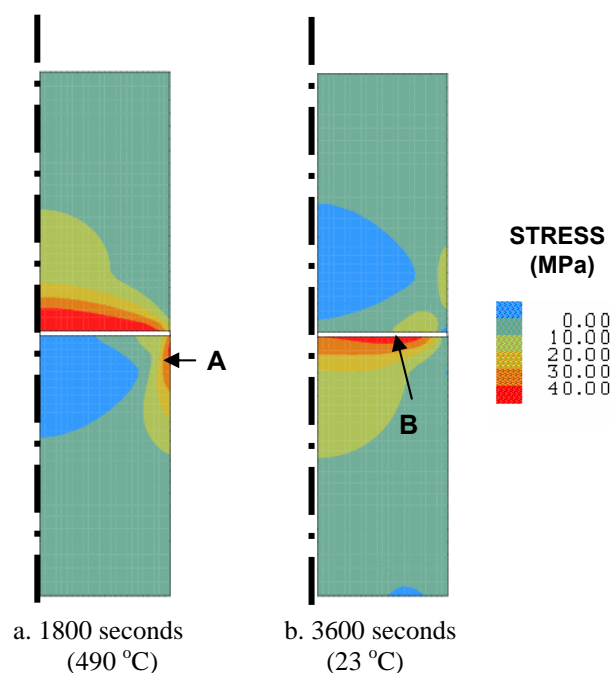 A
B
STRESS
(MPa)
0.00
10.00
20.00
30.00
40.00
a. 1800 seconds
(490 °C)
b. 3600 seconds
(23 °C)